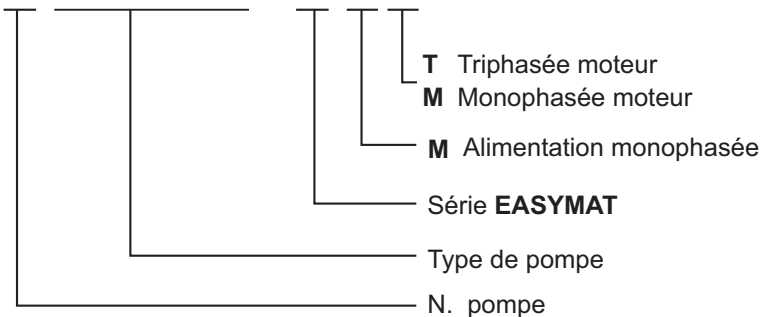 T Triphasée moteur
M Monophasée moteur
M Alimentation monophasée
Série EASYMAT
Type de pompe
N. pompe